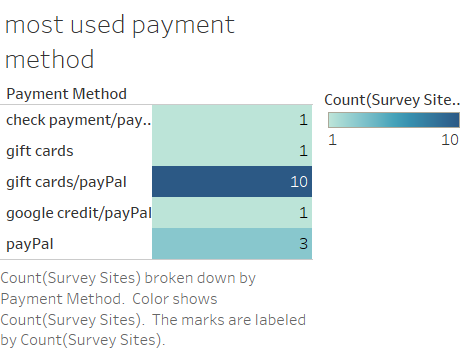 most used payment
method
Payment Method
Count(Survey Site..
check payment/pay.. 1
1 10
gift cards 1
gift cards/payPal 10
google credit/payPal 1
payPal 3
Count(Survey Sites) broken down by
Payment Method. Color shows
Count(Survey Sites). The marks are labeled
by Count(Survey Sites).